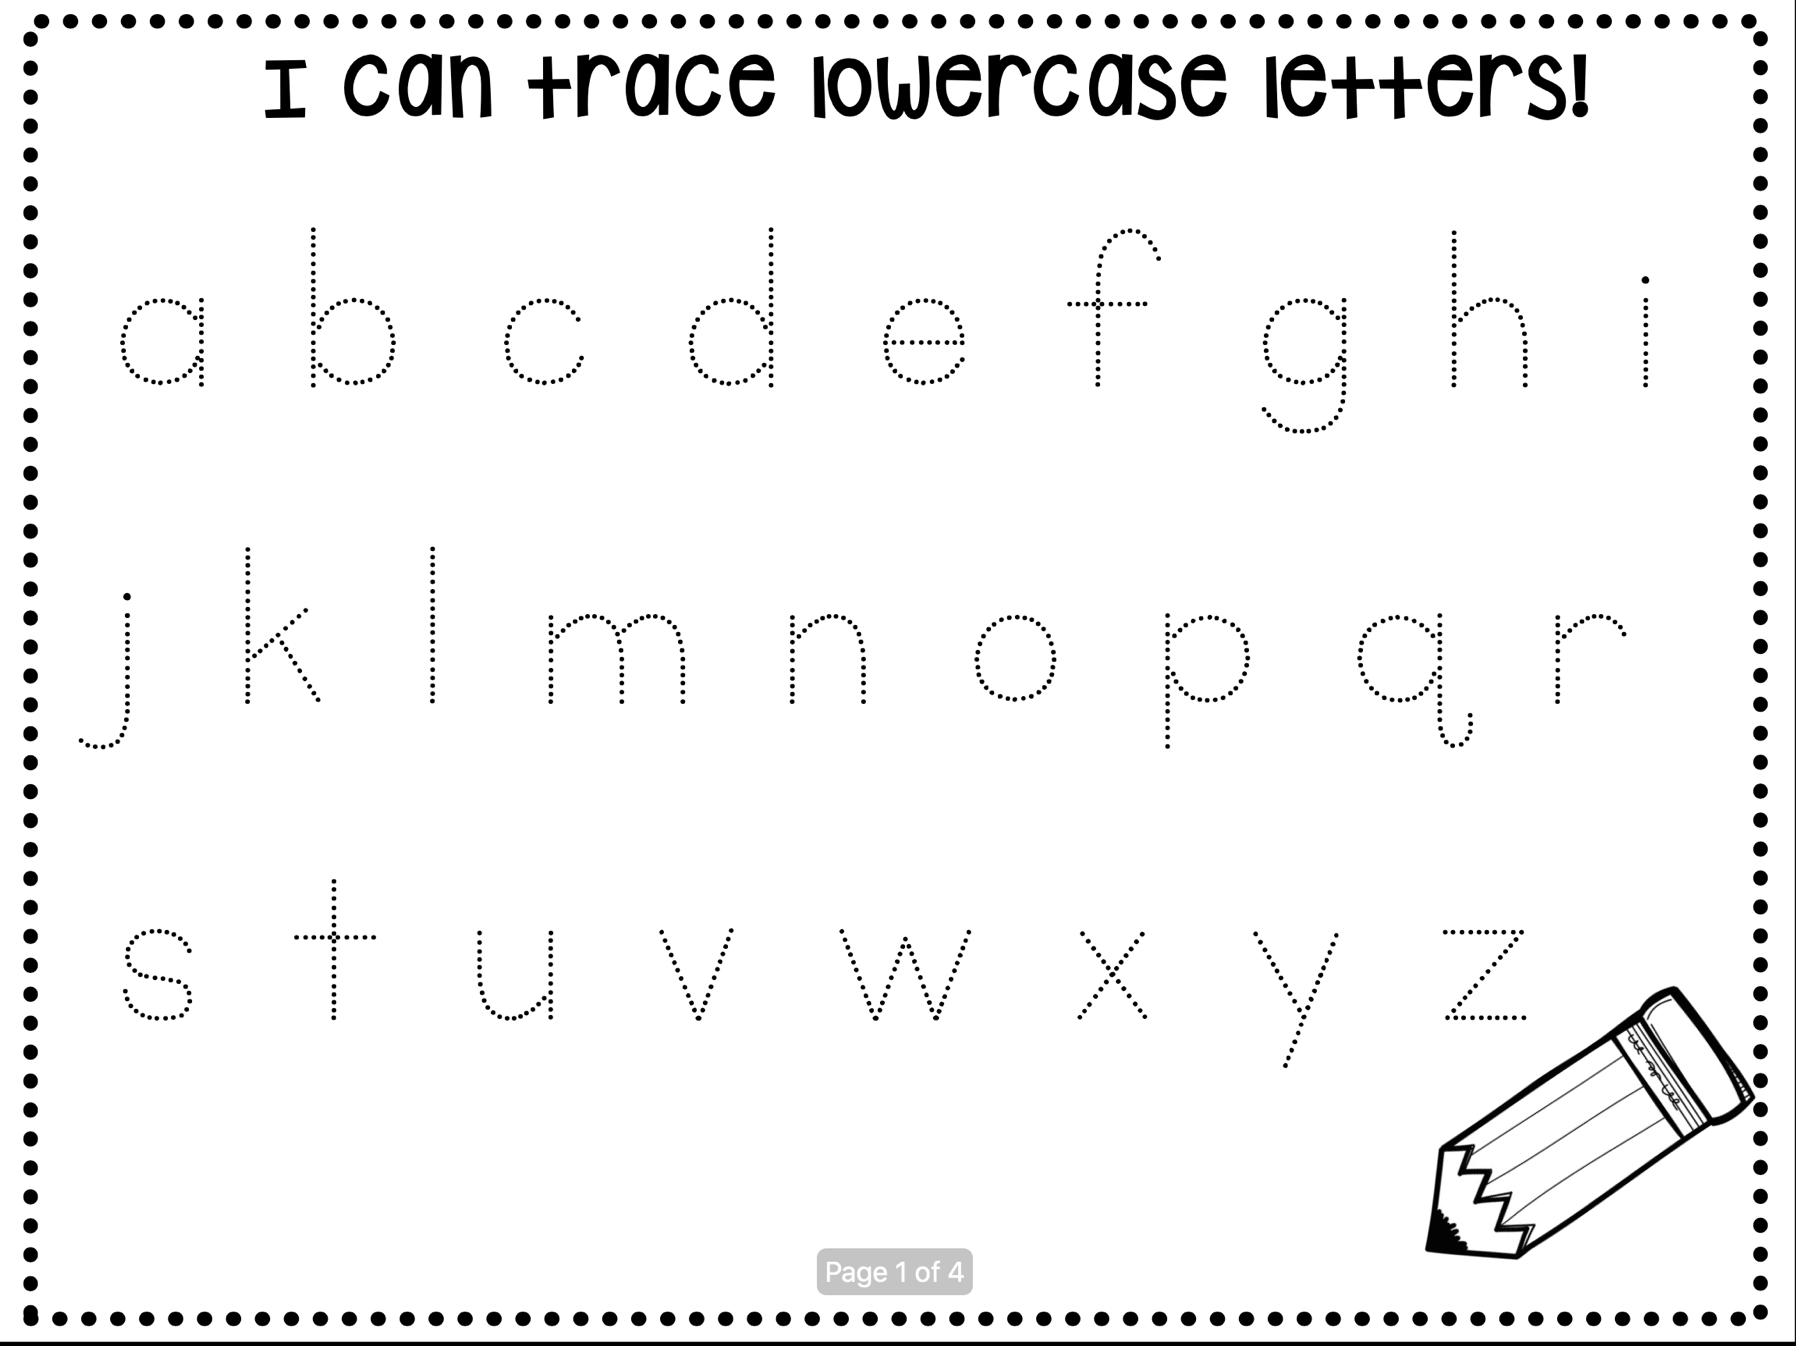 I can trace lowercase letters!
a b c d e f g h i
j k l m n o p q r
s t u v w x y z
Page 1 of 4